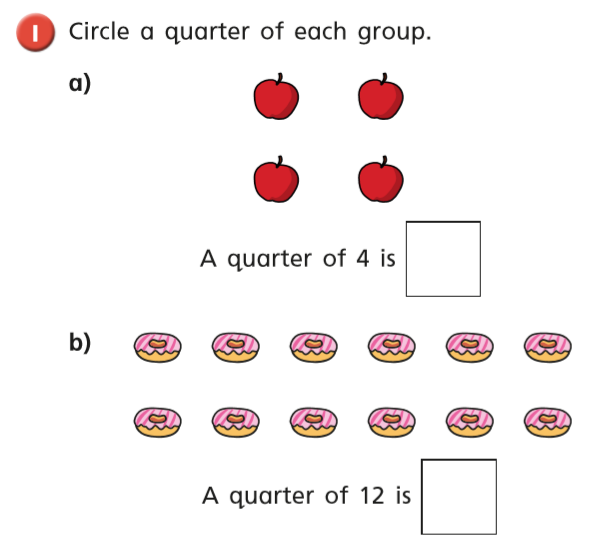 1 Circle a quarter of each group.
a)
A quarter of 4 is
b)
A quarter of 12 is